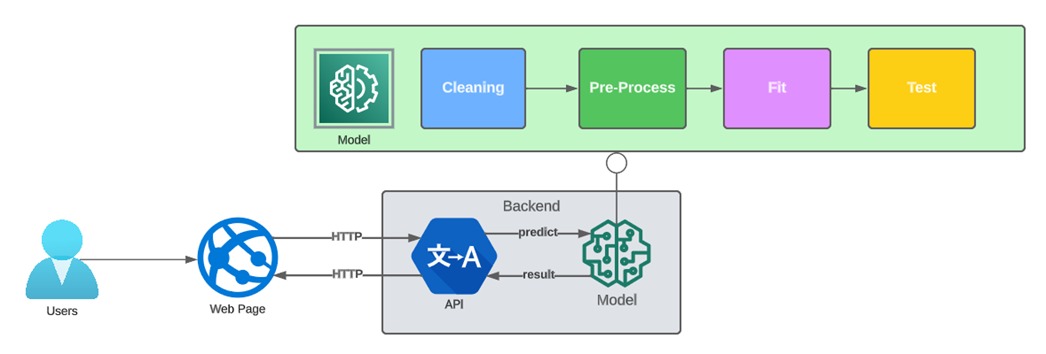 Cleaning
Pre-Process
Fit
Test
Model
Backend
HTTP
文→A
predict
HTTP
result
Users
Web Page
API
Model